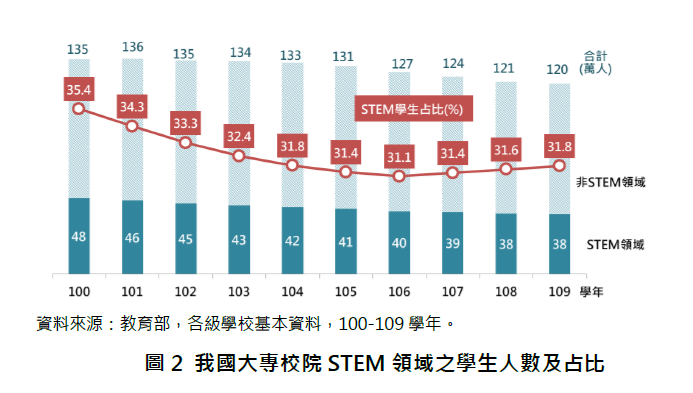 135 136 135 134 133 131 127 124 121 120 合計
(萬人)
35.4 34.3 33.3 32.4 31.8 31.4 31.1 31.4 31.6 31.8
STEM學生占比(%)
非STEM領域
48 46 45 43 42 41 40 39 38 38 STEM領域
100 101 102 103 104 105 106 107 108 109 學年
資料來源：教育部，各級學校基本資料，100-109 學年。
圖 2 我國大專校院 STEM 領域之學生人數及占比